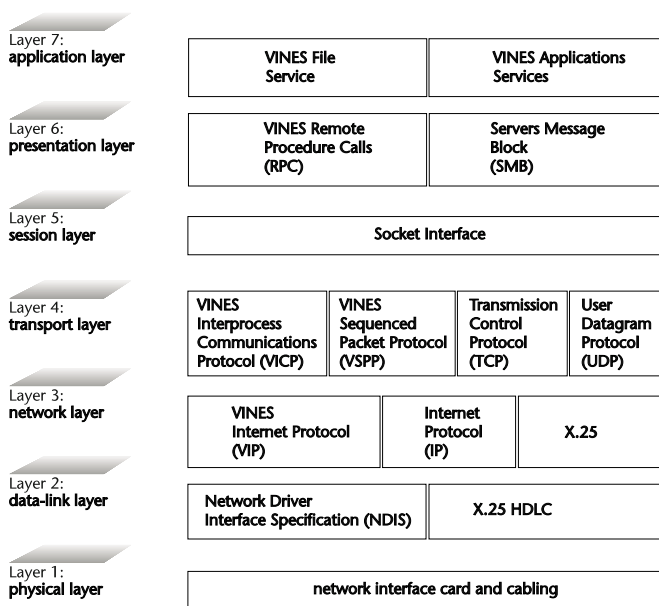 Layer 7:
application layer
VINES File
Service
VINES Applications
Services
Layer 6:
presentation layer
VINES Remote
Procedure Calls
(RPC)
Servers Message
Block
(SMB)
Layer 5:
session layer
Socket Interface
Layer 4:
transport layer
VINES
Interprocess
Communications
Protocol (VICP)
VINES
Sequenced
Packet Protocol
(VSPP)
Transmission
Control
Protocol
(TCP)
User
Datagram
Protocol
(UDP)
Layer 3:
network layer
VINES
Internet Protocol
(VIP)
Internet
Protocol
(IP)
X.25
Layer 2:
data-link layer
Network Driver
Interface Specification (NDIS)
X.25 HDLC
Layer 1:
physical layer
network interface card and cabling